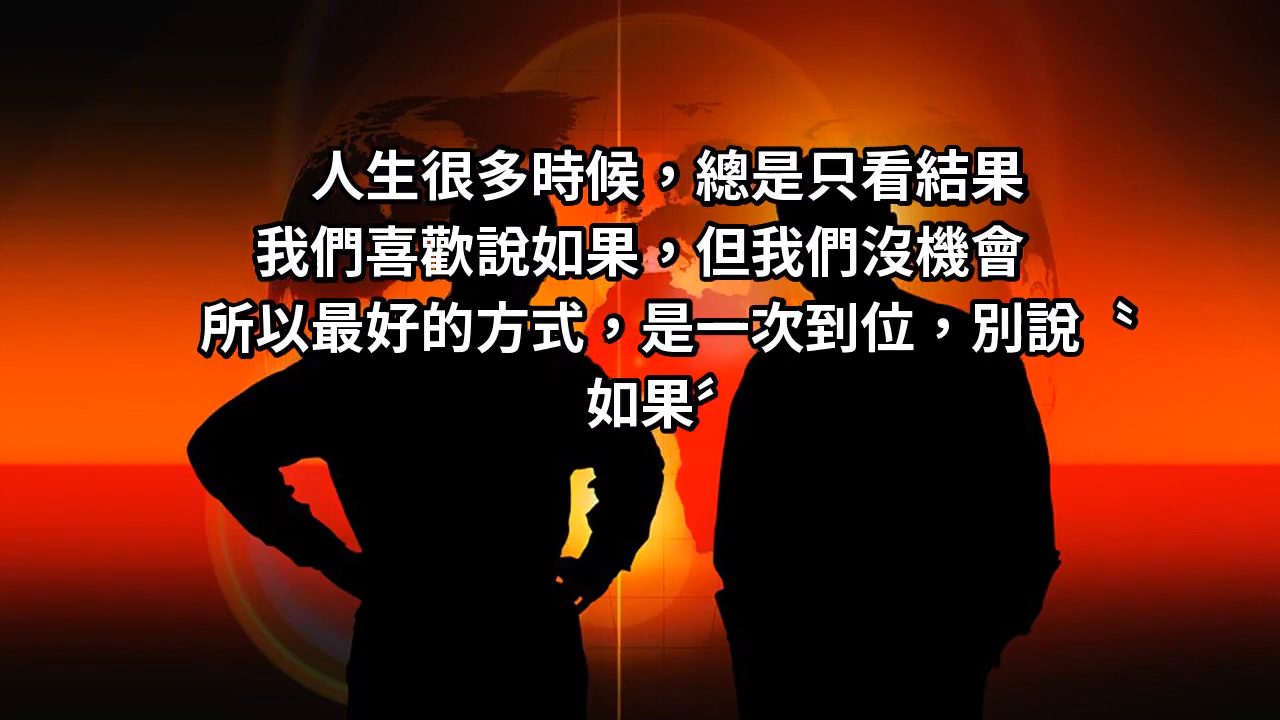 人生很多時候，總是只看結果
我們喜歡說如果，但我們沒機會
所以最好的方式，是一次到位，別說〝
如果〞